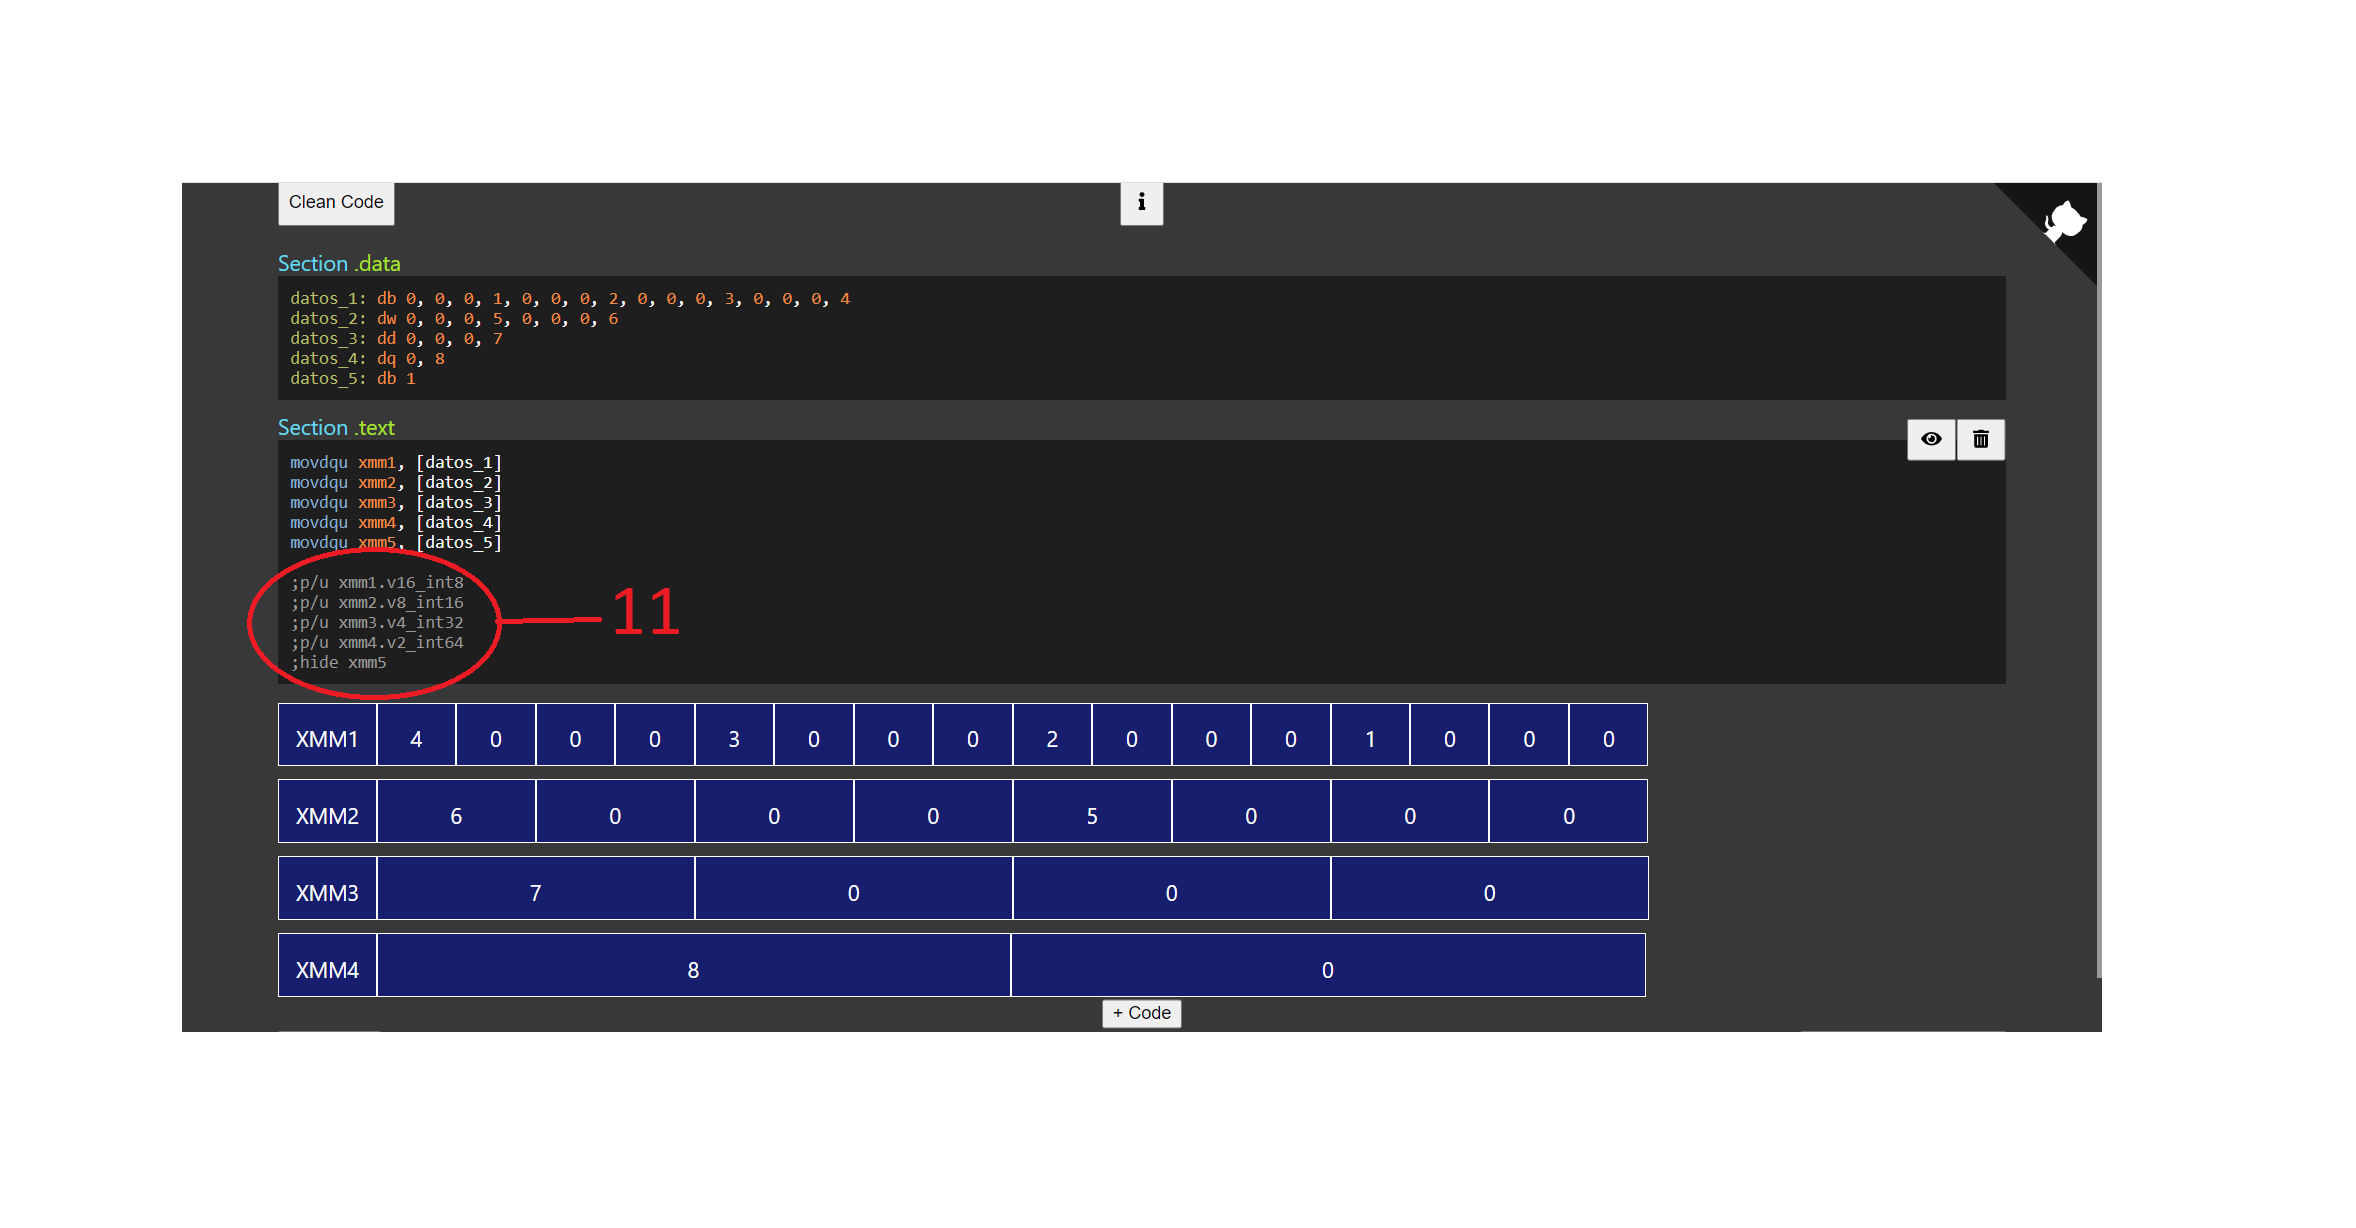 Clean Code
i
Section .data
datos_1: db 0, 0, 0, 1, 0, 0, 0, 2, 0, 0, 0, 3, 0, 0, 0, 4
datos_2: dw 0, 0, 0, 5, 0, 0, 0, 6
datos_3: dd 0, 0, 0, 7
datos_4: dq 0, 8
datos_5: db 1
Section .text
movdqu xmm1, [datos_1]
movdqu xmm2, [datos_2]
movdqu xmm3, [datos_3]
movdqu xmm4, [datos_4]
movdqu xmm5, [datos_5]
;p/u xmm1.v16_int8
;p/u xmm2.v8_int16
;p/u xmm3.v4_int32
;p/u xmm4.v2_int64
;hide xmm5
11
XMM1 4 0 0 0 3 0 0 0 2 0 0 0 1 0 0 0
XMM2 6 0 0 0 5 0 0 0
XMM3 7 0 0 0
XMM4 8 0
+ Code